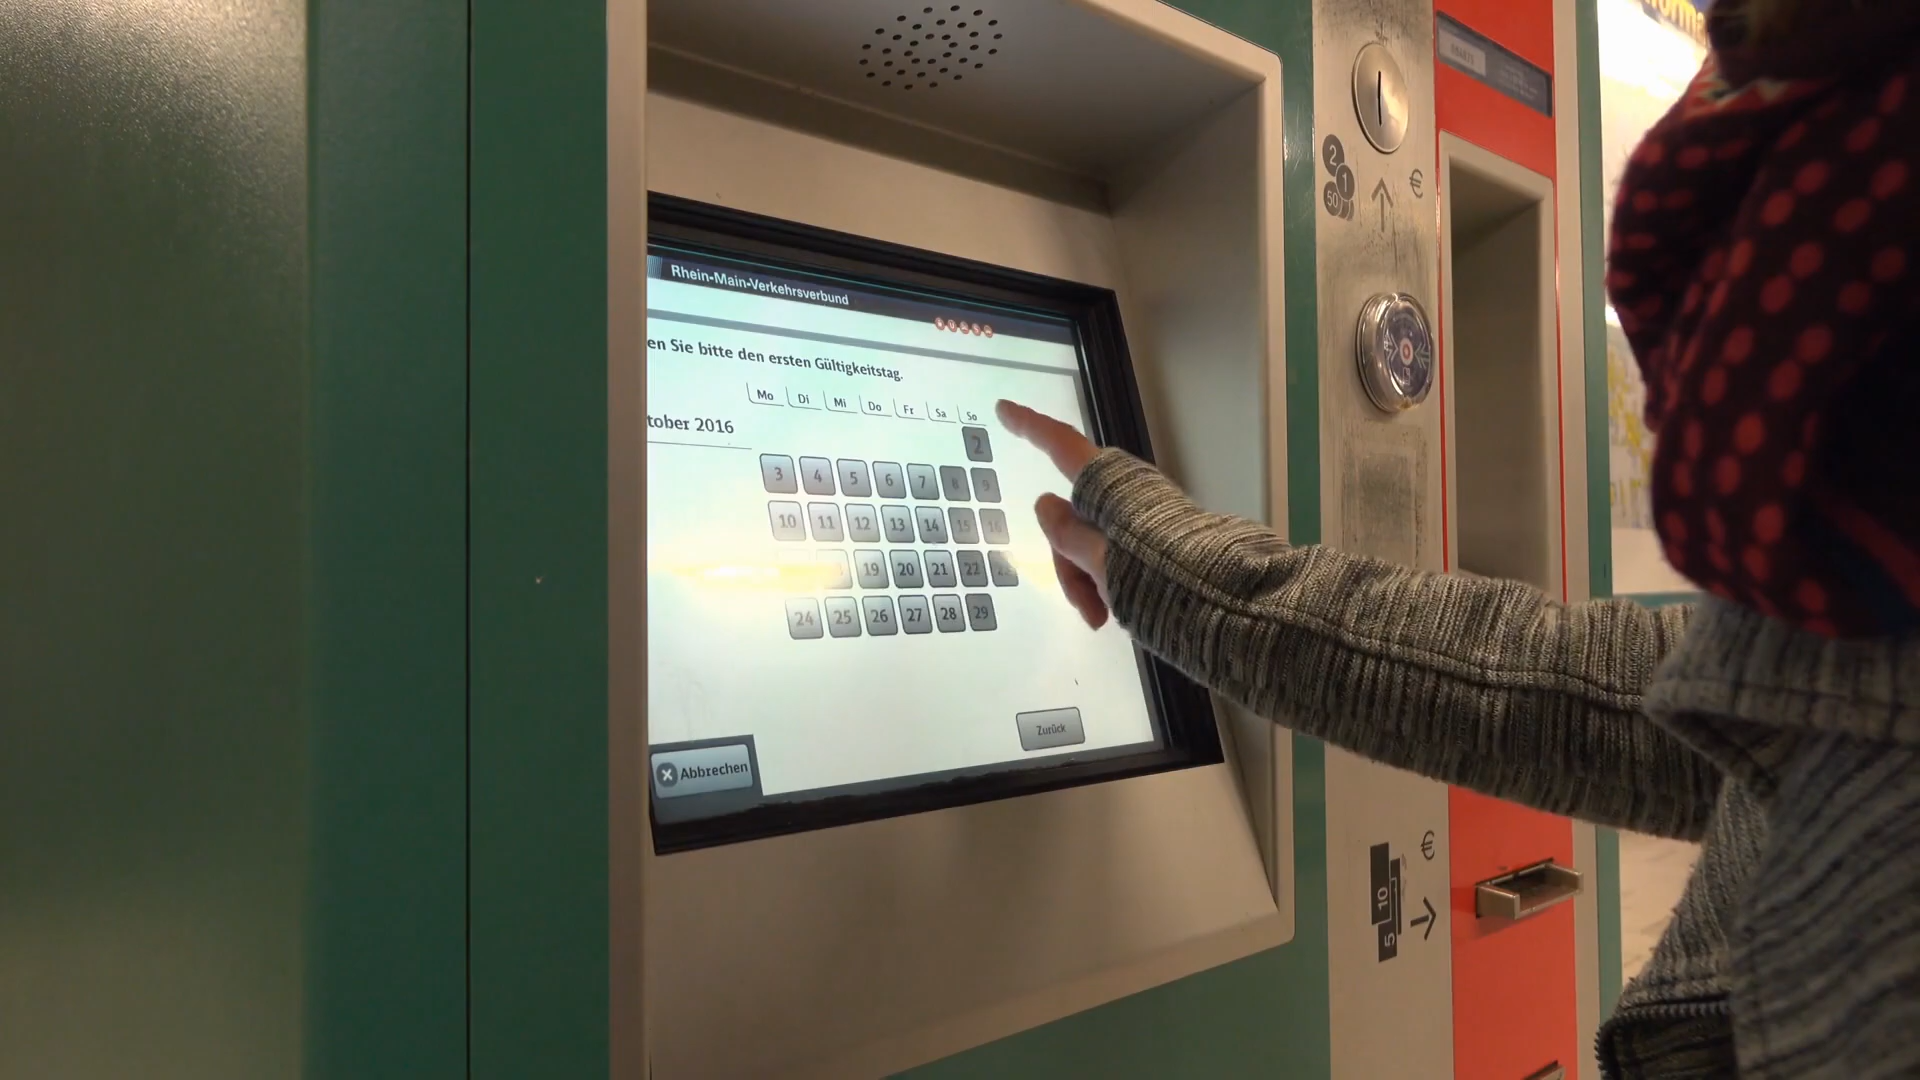 Rhein-Main-Verkehrsverbund
en Sie bitte den ersten Gültigkeitstag.
Mo Di Mi Do Fr Sa So
tober 2016
2
3 4 5 6 7 8 9
10 11 12 13 14 15 16
19 20 21 22 23
24 25 26 27 28 29
Zurück
Abbrechen
2
1
50
€
€
10
5